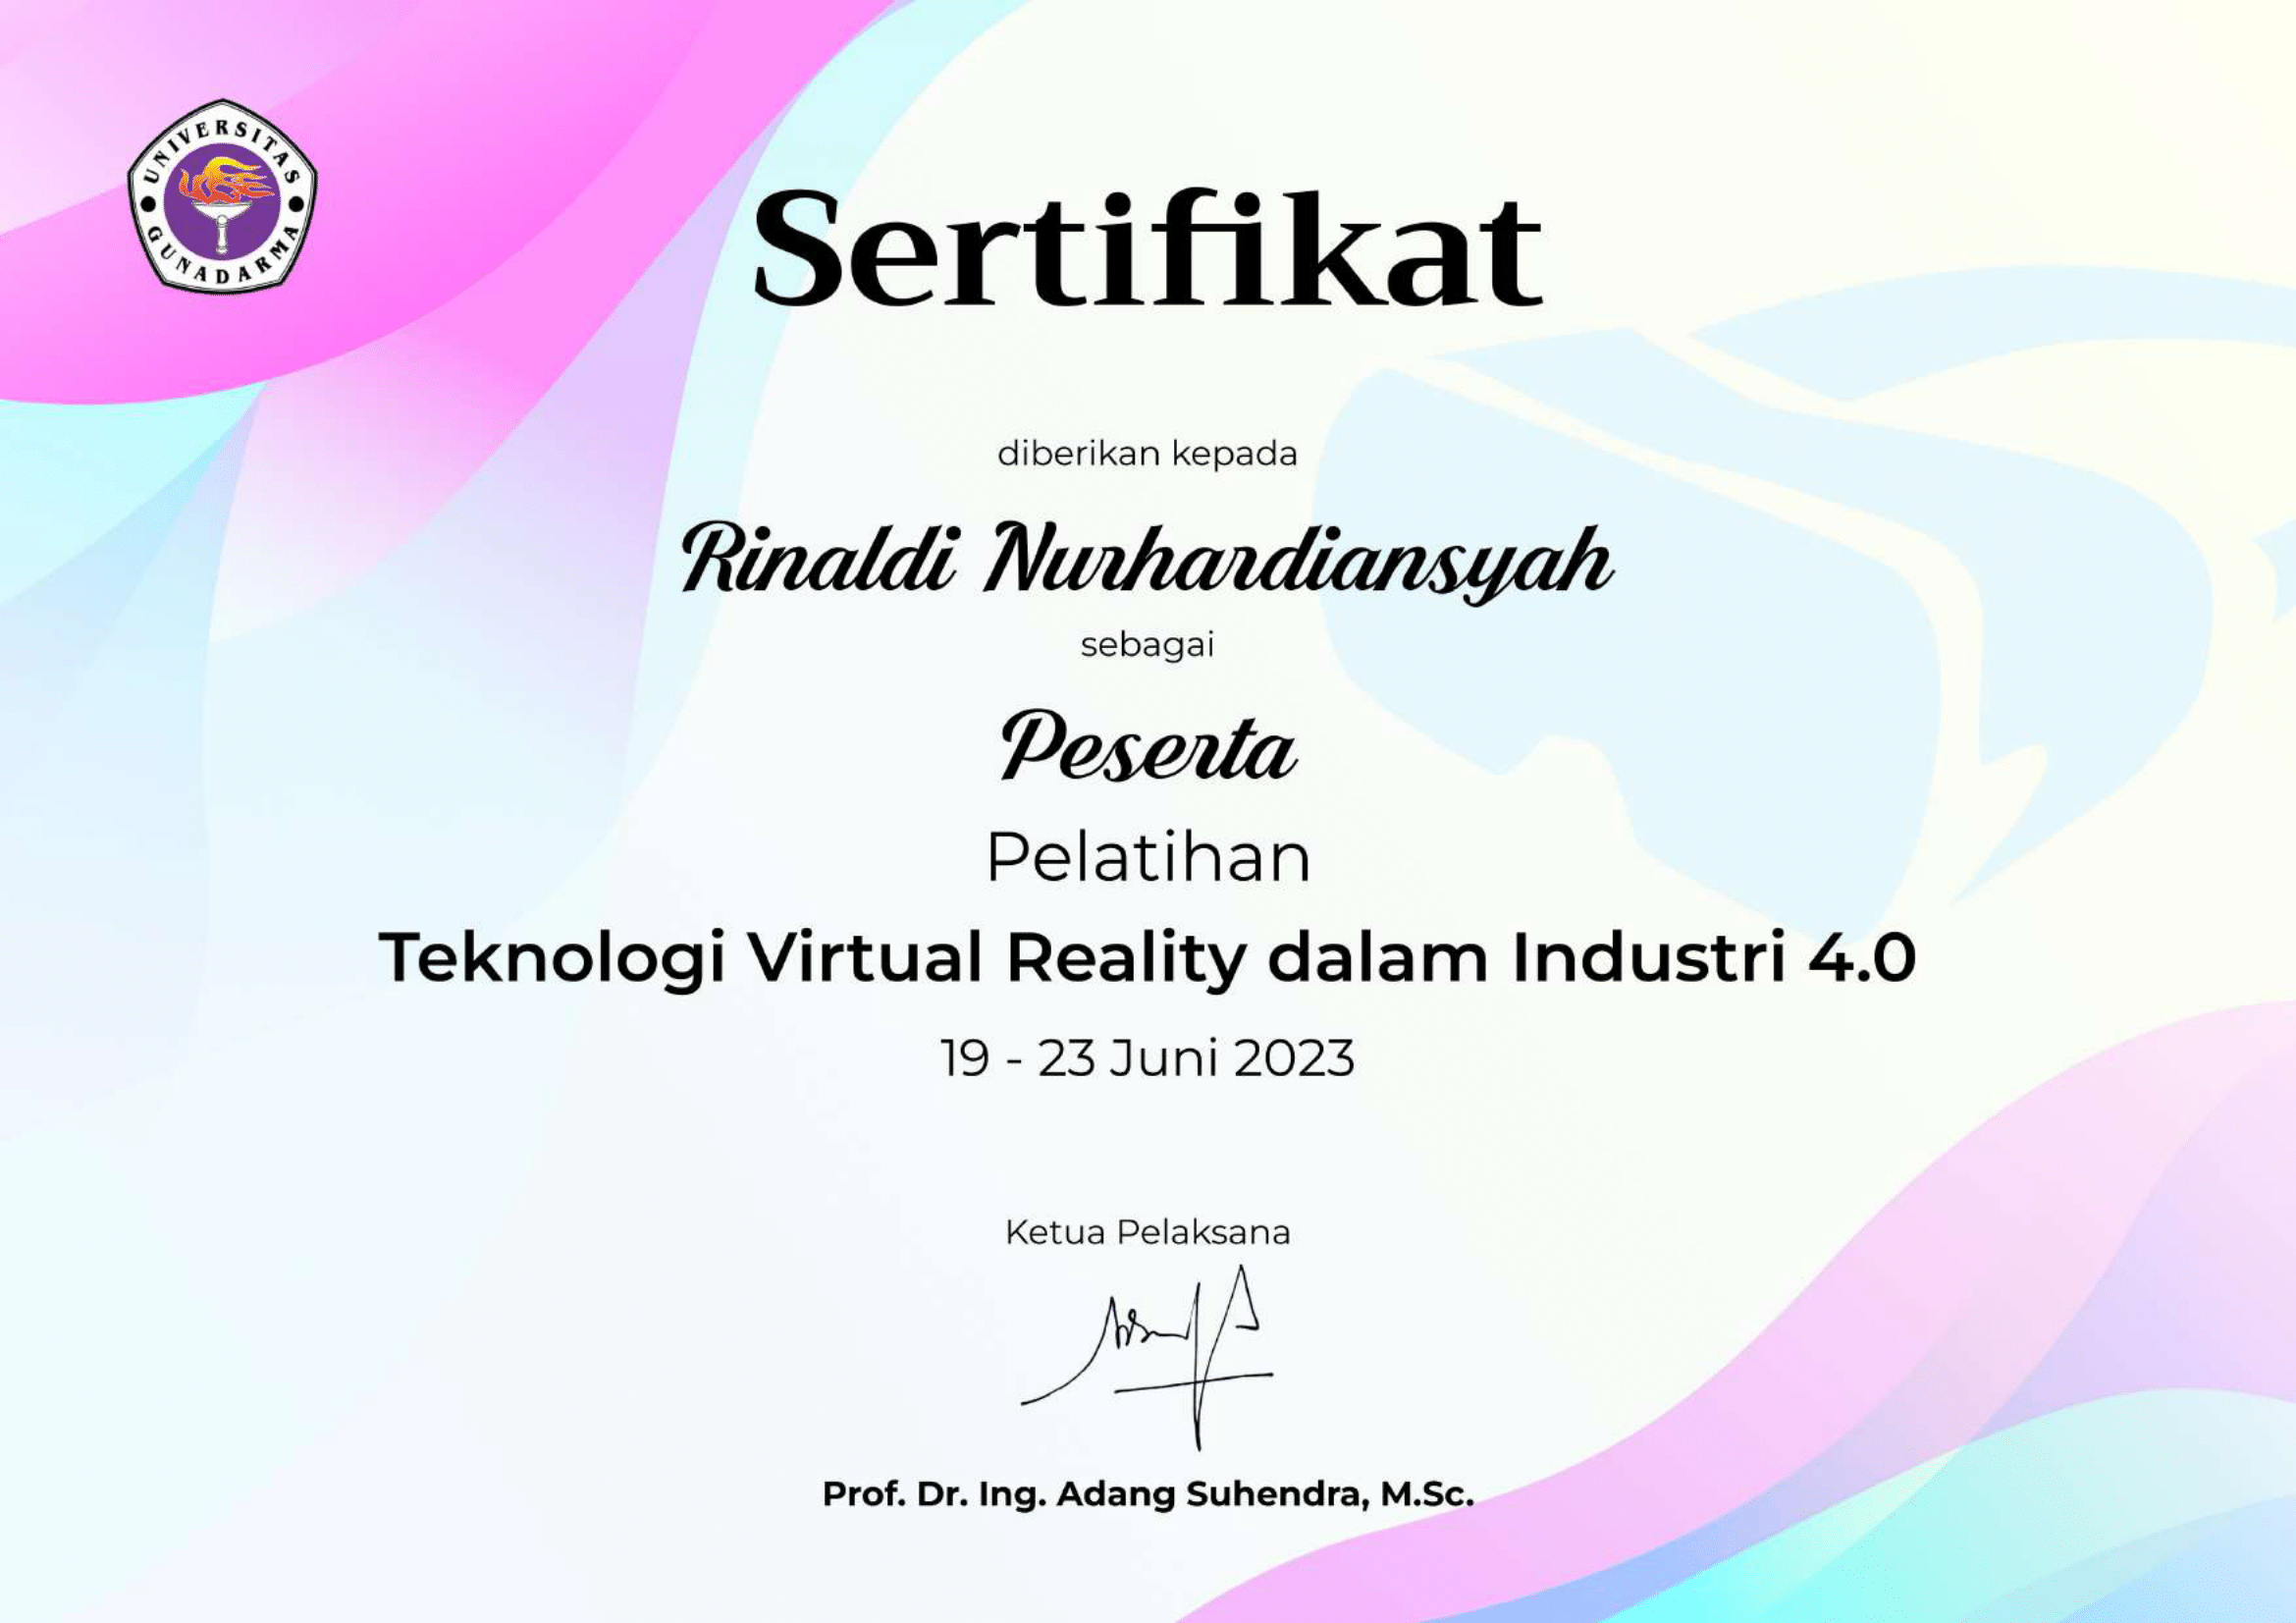 UNIVERSITAS
GUNADARMA
Sertifikat
diberikan kepada
Rinaldi Nurhardiansyah
sebagai
Peserta
Pelatihan
Teknologi Virtual Reality dalam Industri 4.0
19 - 23 Juni 2023
Ketua Pelaksana
Prof. Dr. Ing. Adang Suhendra, M.Sc.